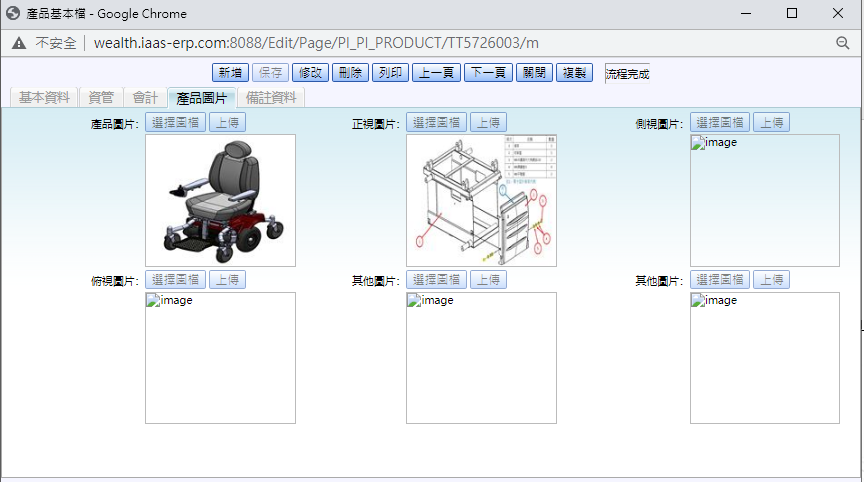 產品基本檔 - Google Chrome
不安全 wealth.iaas-erp.com:8088/Edit/Page/PI_PI_PRODUCT/TT5726003/m
新增 保存 修改 刪除 列印 上一頁 下一頁 關閉 複製 流程完成
基本資料 資管 會計 產品圖片 備註資料
產品圖片: 選擇圖檔 上傳 正視圖片: 選擇圖檔 上傳 側視圖片: 選擇圖檔 上傳
image
俯視圖片: 選擇圖檔 上傳 其他圖片: 選擇圖檔 上傳 其他圖片: 選擇圖檔 上傳
image image image